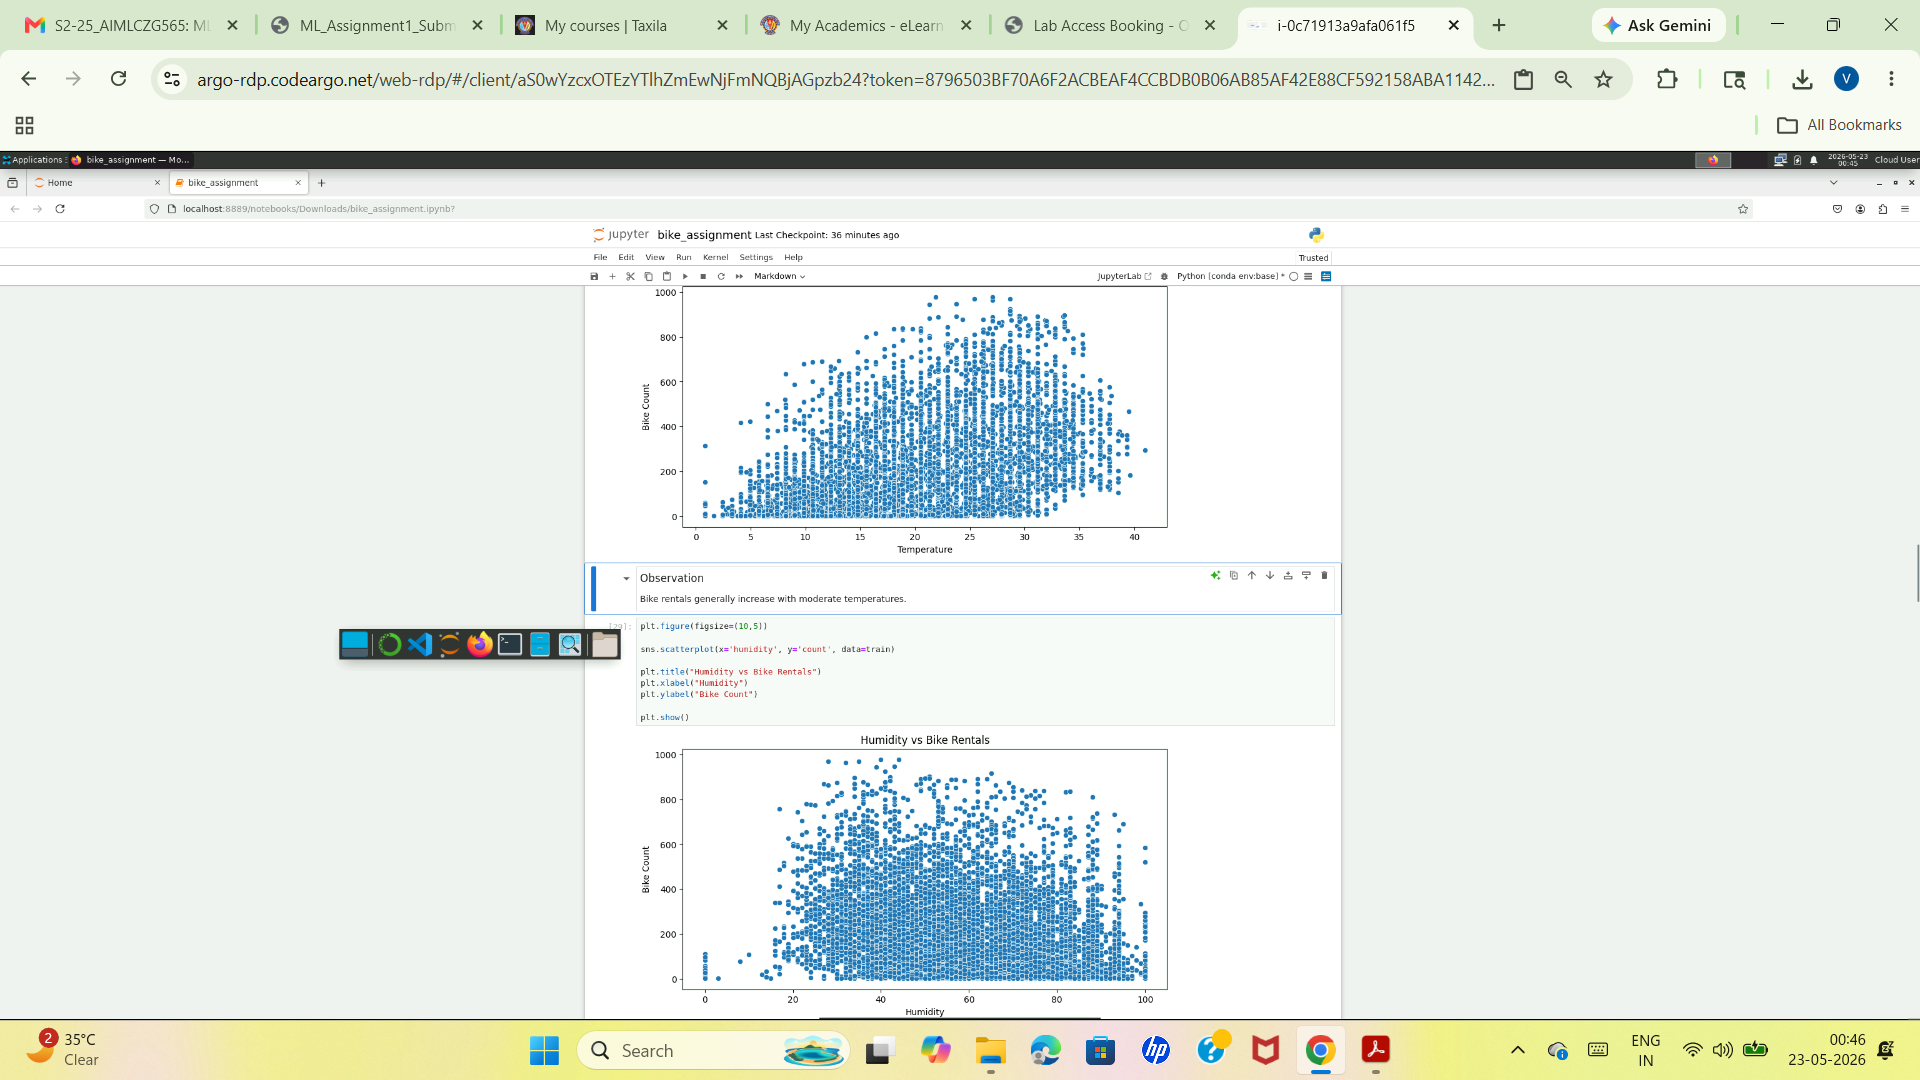 S2-25_AIMLCZG565: ML
ML_Assignment1_Subm
My courses | Taxila
My Academics - eLearn
Lab Access Booking - O
i-0c71913a9afa061f5
Ask Gemini
argo-rdp.codeargo.net/web-rdp/#/client/aS0wYzcxOTEzYTlhZmEwNjFmNQBjAGpzb24?token=8796503BF70A6F2ACBEAF4CCBDB0B06AB85AF42E88CF592158ABA1142...
V
All Bookmarks
Applications
bike_assignment — Mo...
2026-05-23
00:45
Cloud User
Home
bike_assignment
localhost:8889/notebooks/Downloads/bike_assignment.ipynb?
jupyter bike_assignment Last Checkpoint: 36 minutes ago
File Edit View Run Kernel Settings Help
Trusted
Markdown
JupyterLab
Python [conda env:base] *
1000
800
600
400
200
0
Bike Count
0 5 10 15 20 25 30 35 40
Temperature
Observation
Bike rentals generally increase with moderate temperatures.
[29]:
plt.figure(figsize=(10,5))
sns.scatterplot(x='humidity', y='count', data=train)
plt.title("Humidity vs Bike Rentals")
plt.xlabel("Humidity")
plt.ylabel("Bike Count")
plt.show()
Humidity vs Bike Rentals
1000
800
600
400
200
0
Bike Count
0 20 40 60 80 100
Humidity
2
35°C
Clear
Search
hp
ENG
IN
00:46
23-05-2026